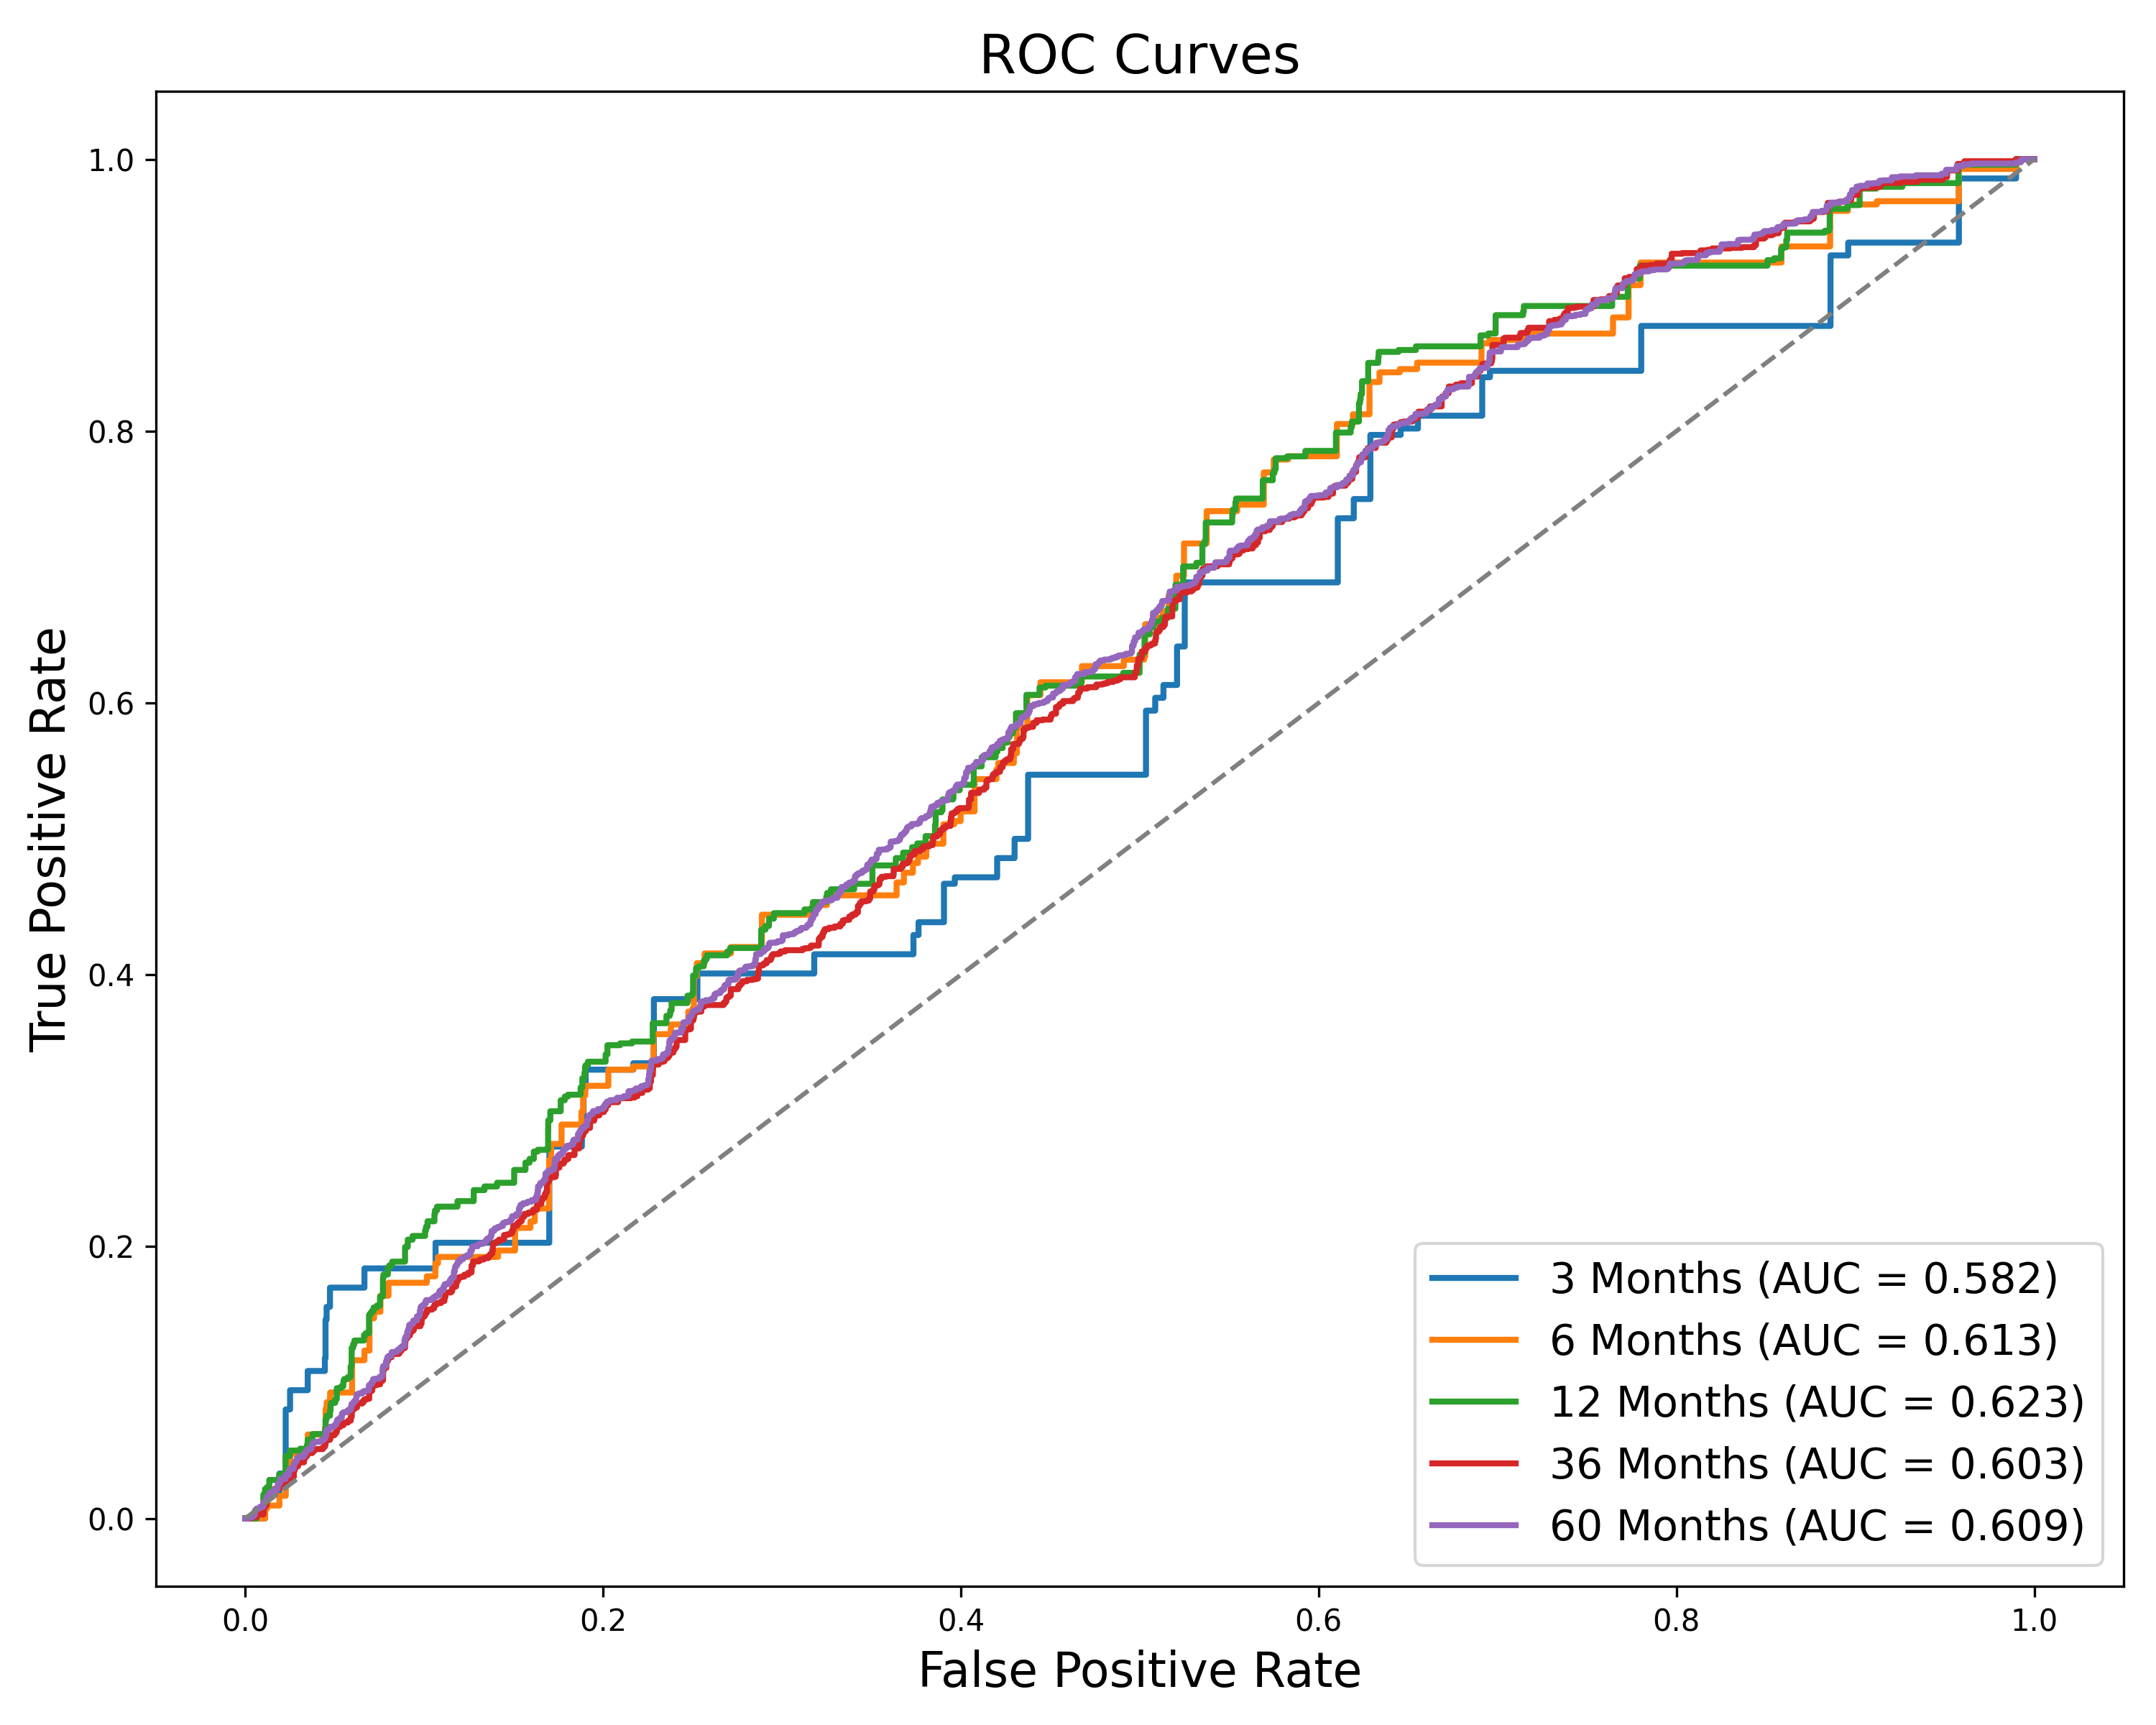 ROC Curves
True Positive Rate
1.0
0.8
0.6
0.4
0.2
0.0
0.0 0.2 0.4 0.6 0.8 1.0
False Positive Rate
3 Months (AUC = 0.582)
6 Months (AUC = 0.613)
12 Months (AUC = 0.623)
36 Months (AUC = 0.603)
60 Months (AUC = 0.609)